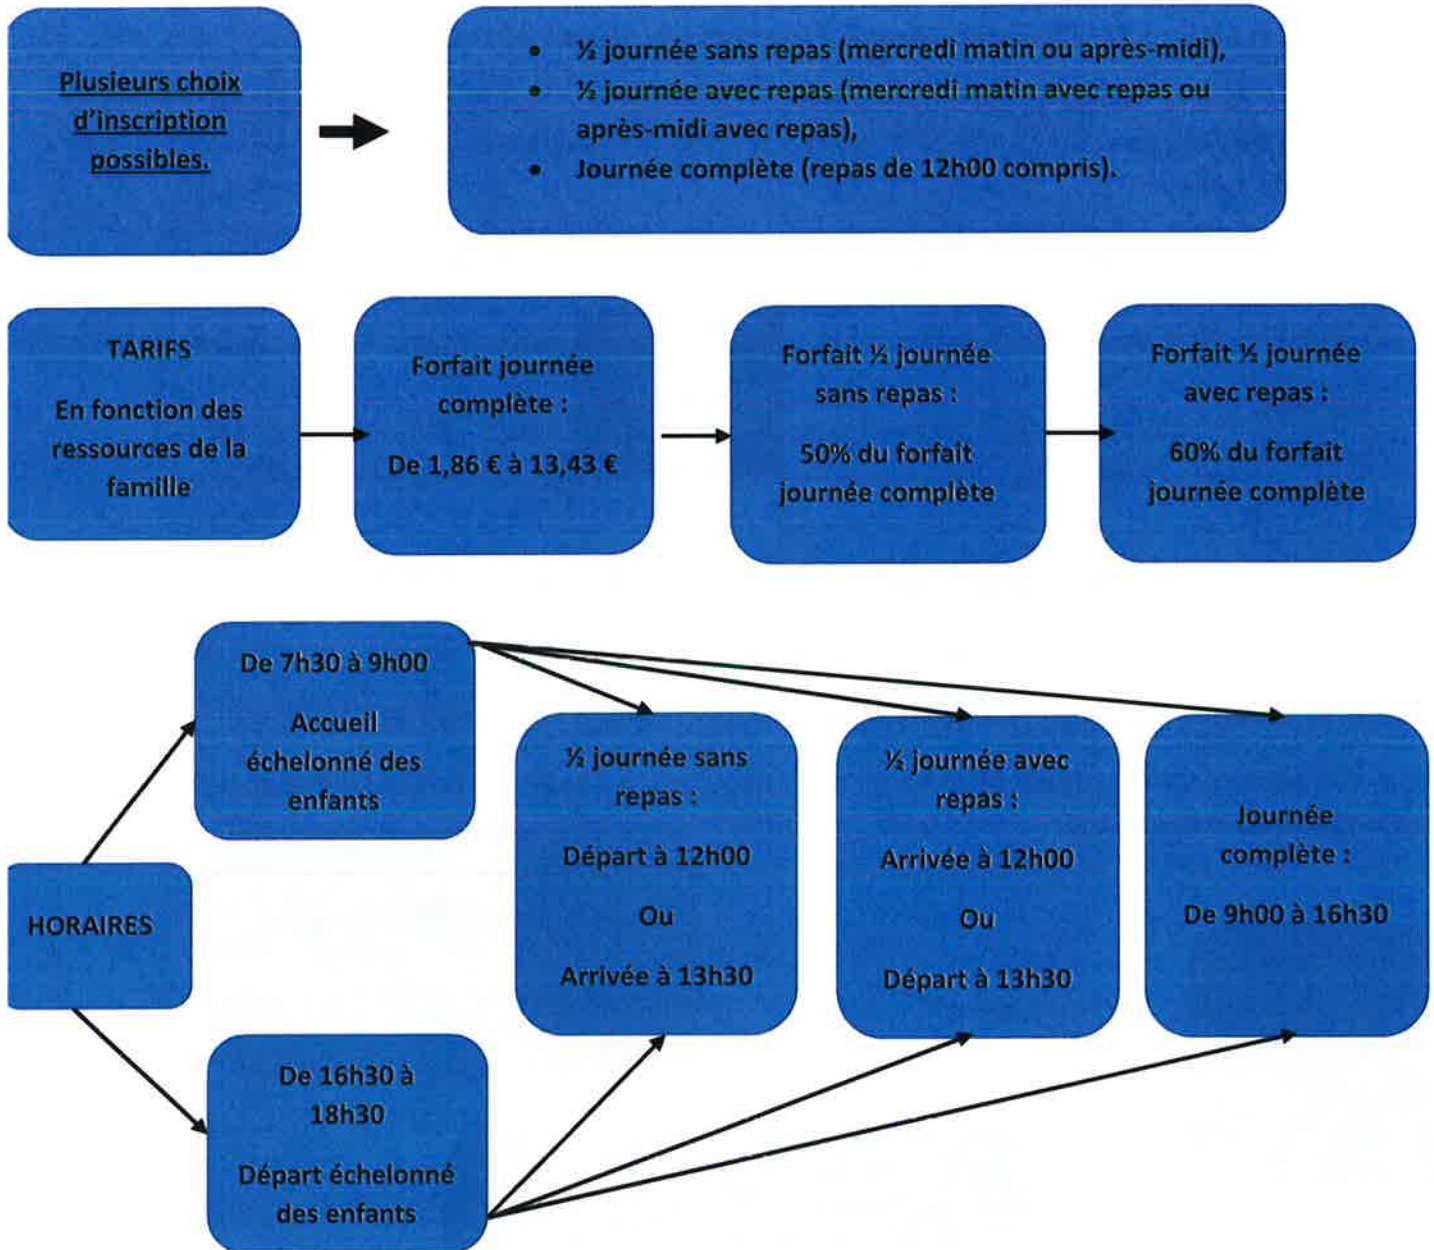 Plusieurs choix
d'inscription
possibles.
• ½ journée sans repas (mercredi matin ou après-midi),
• ½ journée avec repas (mercredi matin avec repas ou
après-midi avec repas),
• Journée complète (repas de 12h00 compris).
TARIFS
En fonction des
ressources de la
famille
Forfait journée
complète :
De 1,86 € à 13,43 €
Forfait ½ journée
sans repas :
50% du forfait
journée complète
Forfait ½ journée
avec repas :
60% du forfait
journée complète
HORAIRES
De 7h30 à 9h00
Accueil
échelonné des
enfants
½ journée sans
repas :
Départ à 12h00
Ou
Arrivée à 13h30
½ journée avec
repas :
Arrivée à 12h00
Ou
Départ à 13h30
Journée
complète :
De 9h00 à 16h30
De 16h30 à
18h30
Départ échelonné
des enfants